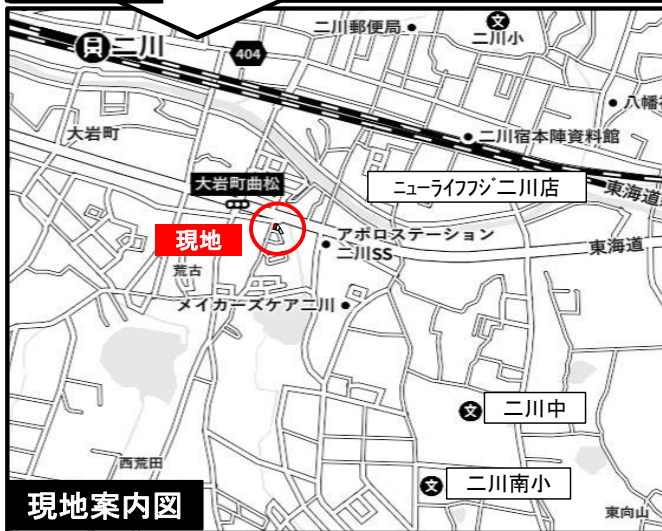 二川
404
二川郵便局
文
二川小
八幡社
大岩町
二川宿本陣資料館
大岩町曲松
ニューライフフジ二川店
東海道
現地
アポロステーション
二川SS
東海道
荒古
メイカーズケア二川
文
二川中
西荒田
文
二川南小
現地案内図
東向山